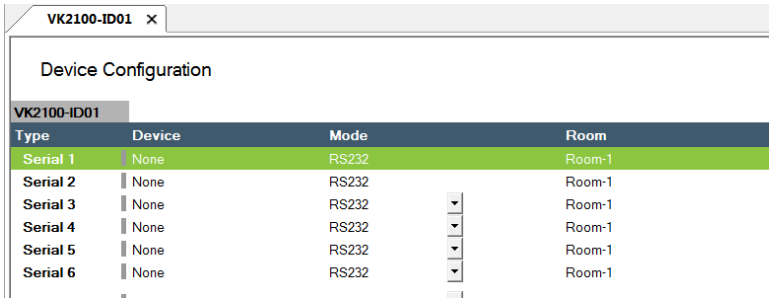 VK2100-ID01 ×
Device Configuration
VK2100-ID01
Type Device Mode Room
Serial 1 None RS232 Room-1
Serial 2 None RS232 Room-1
Serial 3 None RS232 Room-1
Serial 4 None RS232 Room-1
Serial 5 None RS232 Room-1
Serial 6 None RS232 Room-1